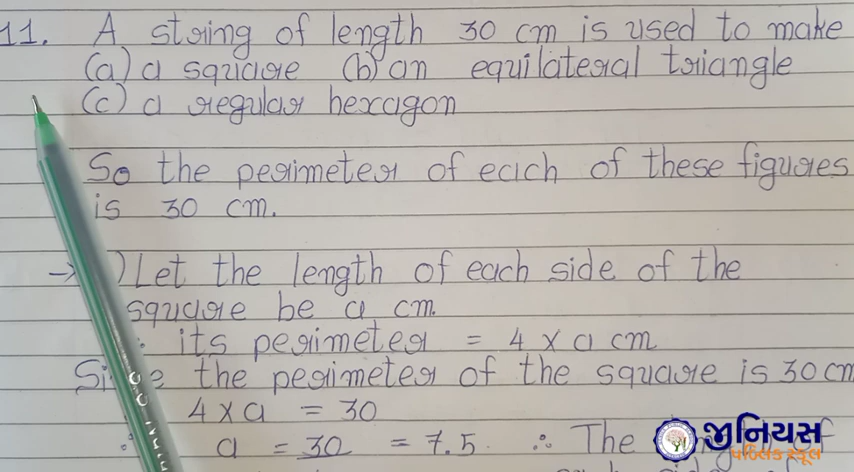 11. A string of length 30 cm is used to make
(a) a square (b) an equilateral triangle
(c) a regular hexagon
So the perimeter of each of these figures
is 30 cm.
→ ) Let the length of each side of the
square be a cm.
its perimeter = 4 × a cm
the perimeter of the square is 30 cm
4 × a = 30
∴ a = 30 = 7.5 ∴ The of
જીનિયસ
પબ્લિક સ્કૂલ